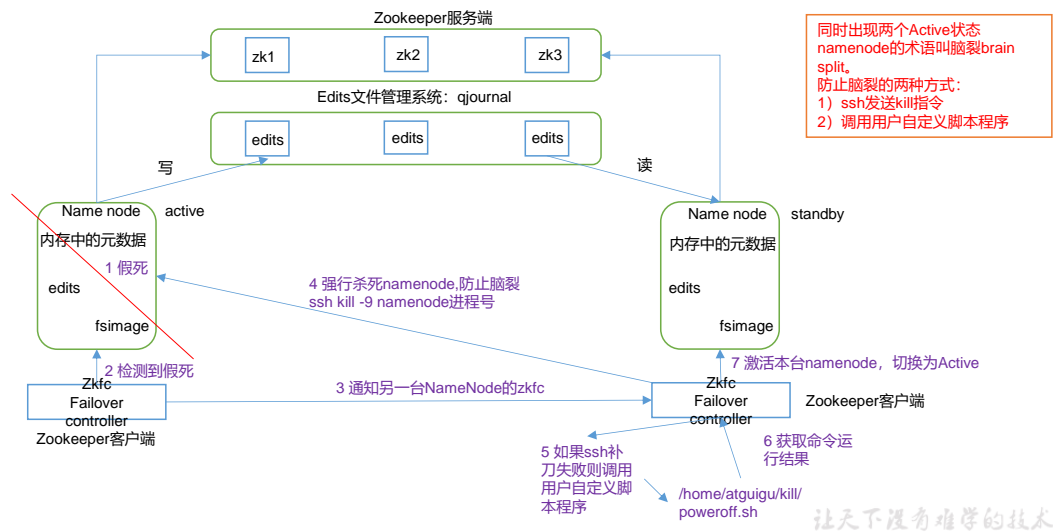 Zookeeper服务端
zk1
zk2
zk3
同时出现两个Active状态
namenode的术语叫脑裂brain
split。
防止脑裂的两种方式：
1）ssh发送kill指令
2）调用用户自定义脚本程序
Edits文件管理系统：qjournal
edits
edits
edits
写
读
Name node
active
内存中的元数据
1 假死
edits
fsimage
Name node
standby
内存中的元数据
edits
fsimage
4 强行杀死namenode,防止脑裂
ssh kill -9 namenode进程号
2 检测到假死
7 激活本台namenode，切换为Active
Zkfc
Failover
controller
Zookeeper客户端
3 通知另一台NameNode的zkfc
Zkfc
Failover
controller
Zookeeper客户端
5 如果ssh补
刀失败则调用
用户自定义脚
本程序
6 获取命令运
行结果
/home/atguigu/kill/
poweroff.sh
让天下没有难学的技术